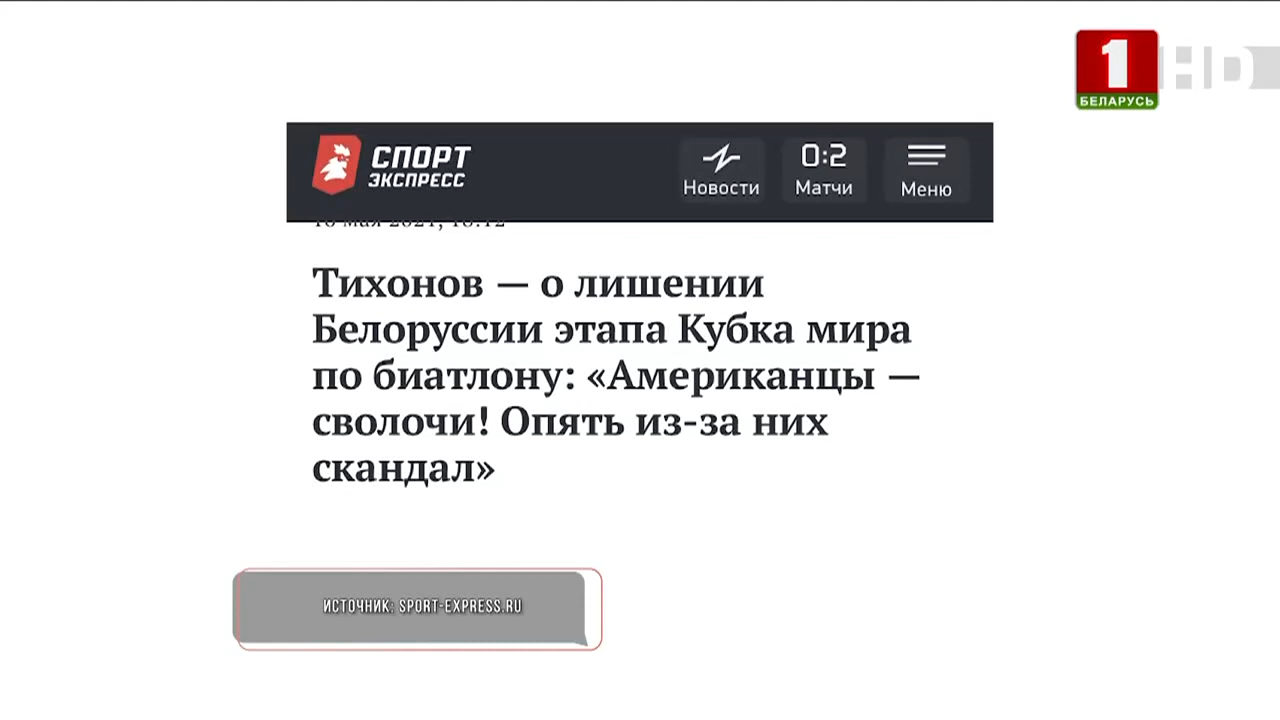 1
HD
БЕЛАРУСЬ
СПОРТ
ЭКСПРЕСС
0:2
Новости
Матчи
Меню
Тихонов — о лишении
Белоруссии этапа Кубка мира
по биатлону: «Американцы —
сволочи! Опять из-за них
скандал»
ИСТОЧНИК: SPORT-EXPRESS.RU